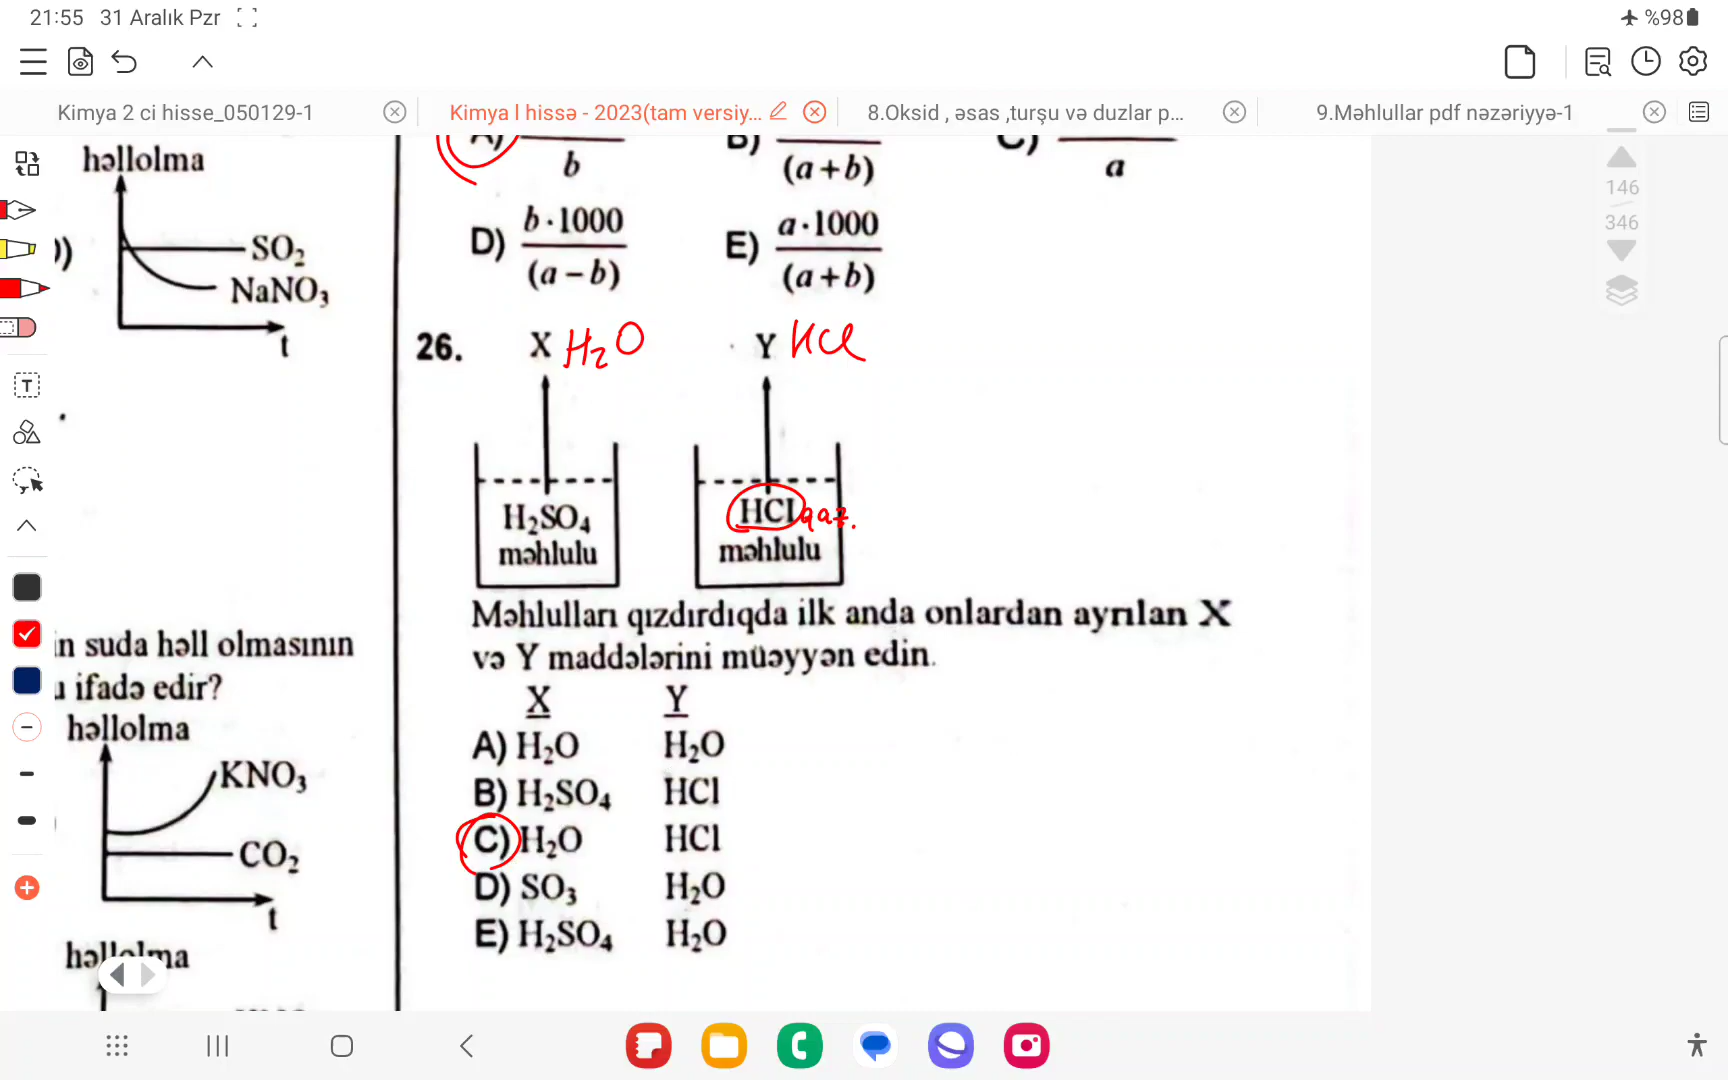 21:55 31 Aralık Pzr %98
Kimya 2 ci hisse_050129-1
Kimya l hissə - 2023(tam versiy...
8.Oksid , əsas ,turşu və duzlar p...
9.Məhlullar pdf nəzəriyyə-1
146
346
həllolma
SO₂
NaNO₃
t
in suda həll olmasının
u ifadə edir?
həllolma
KNO₃
CO₂
t
həllolma
A) b
B) (a+b)
C) a
D) b·1000
(a–b)
E) a·1000
(a+b)
26. X H₂O Y HCl
H₂SO₄
məhlulu
HCl qaz.
məhlulu
Məhlulları qızdırdıqda ilk anda onlardan ayrılan X
və Y maddələrini müəyyən edin.
X Y
A) H₂O H₂O
B) H₂SO₄ HCl
C) H₂O HCl
D) SO₃ H₂O
E) H₂SO₄ H₂O